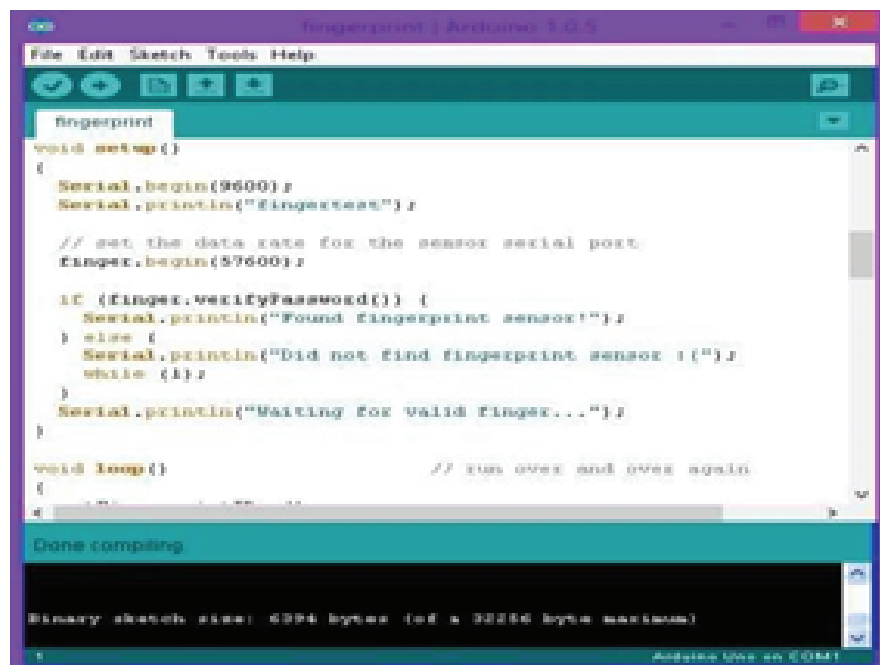 fingerprint | Arduino 1.0.5
File Edit Sketch Tools Help
fingerprint
void setup()
{
Serial.begin(9600);
Serial.println("fingertest");
// set the data rate for the sensor serial port
finger.begin(57600);
if (finger.verifyPassword()) {
Serial.println("Found fingerprint sensor!");
} else {
Serial.println("Did not find fingerprint sensor :(");
while (1);
}
Serial.println("Waiting for valid finger...");
}
void loop() // run over and over again
{
Done compiling
Binary sketch size: 6394 bytes (of a 32256 byte maximum)
1 Arduino Uno on COM1